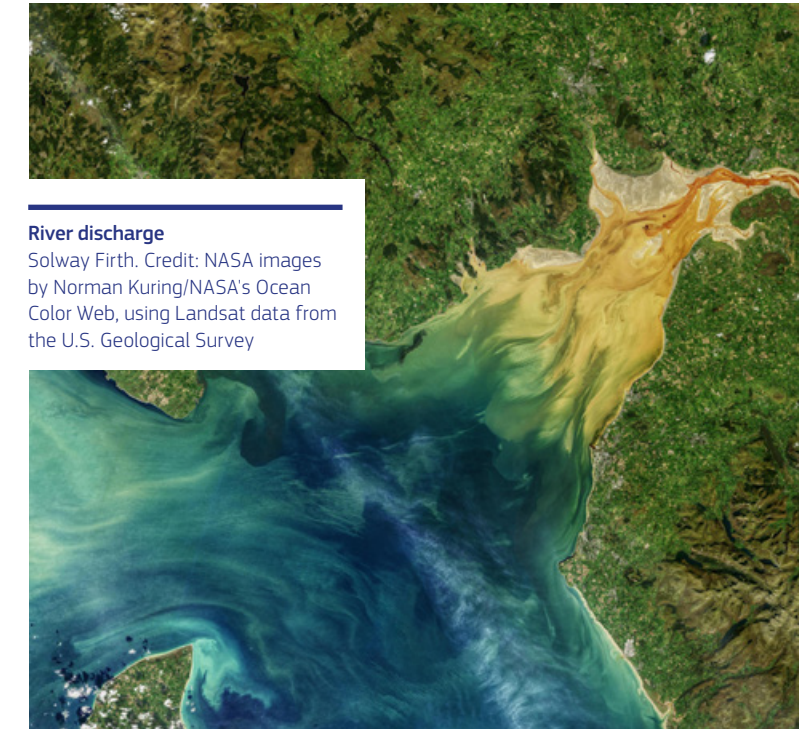 River discharge
Solway Firth. Credit: NASA images
by Norman Kuring/NASA's Ocean
Color Web, using Landsat data from
the U.S. Geological Survey